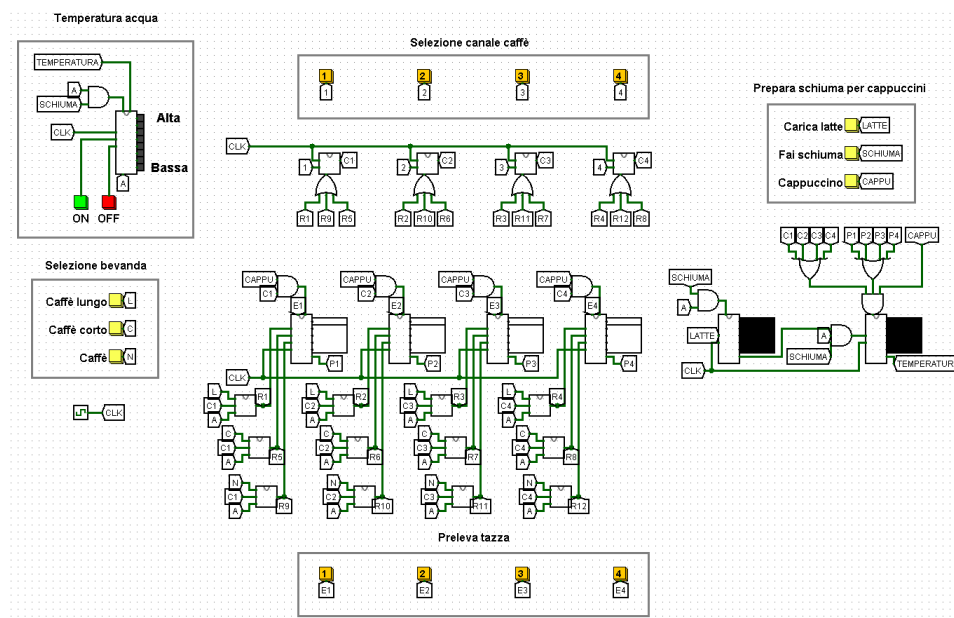 Temperatura acqua
TEMPERATURA
A
SCHIUMA
CLK
Alta
Bassa
A
ON OFF
Selezione canale caffè
1 2 3 4
1 2 3 4
Prepara schiuma per cappuccini
Carica latte LATTE
Fai schiuma SCHIUMA
Cappuccino CAPPU
CLK
1 C1 2 C2 3 C3 4 C4
R1 R9 R5 R2 R10 R6 R3 R11 R7 R4 R12 R8
Selezione bevanda
Caffè lungo L
Caffè corto C
Caffè N
CLK
CAPPU CAPPU CAPPU CAPPU
C1 C2 C3 C4
E1 E2 E3 E4
P1 P2 P3 P4
CLK
L R1 L R2 L R3 L R4
C1 C2 C3 C4
A A A A
C C C C
C1 R5 C2 R6 C3 R7 C4 R8
A A A A
N N N N
C1 C2 C3 C4
A R9 A R10 A R11 A R12
C1 C2 C3 C4 P1 P2 P3 P4 CAPPU
SCHIUMA
A
LATTE A
SCHIUMA
CLK TEMPERATUR
Preleva tazza
1 2 3 4
E1 E2 E3 E4